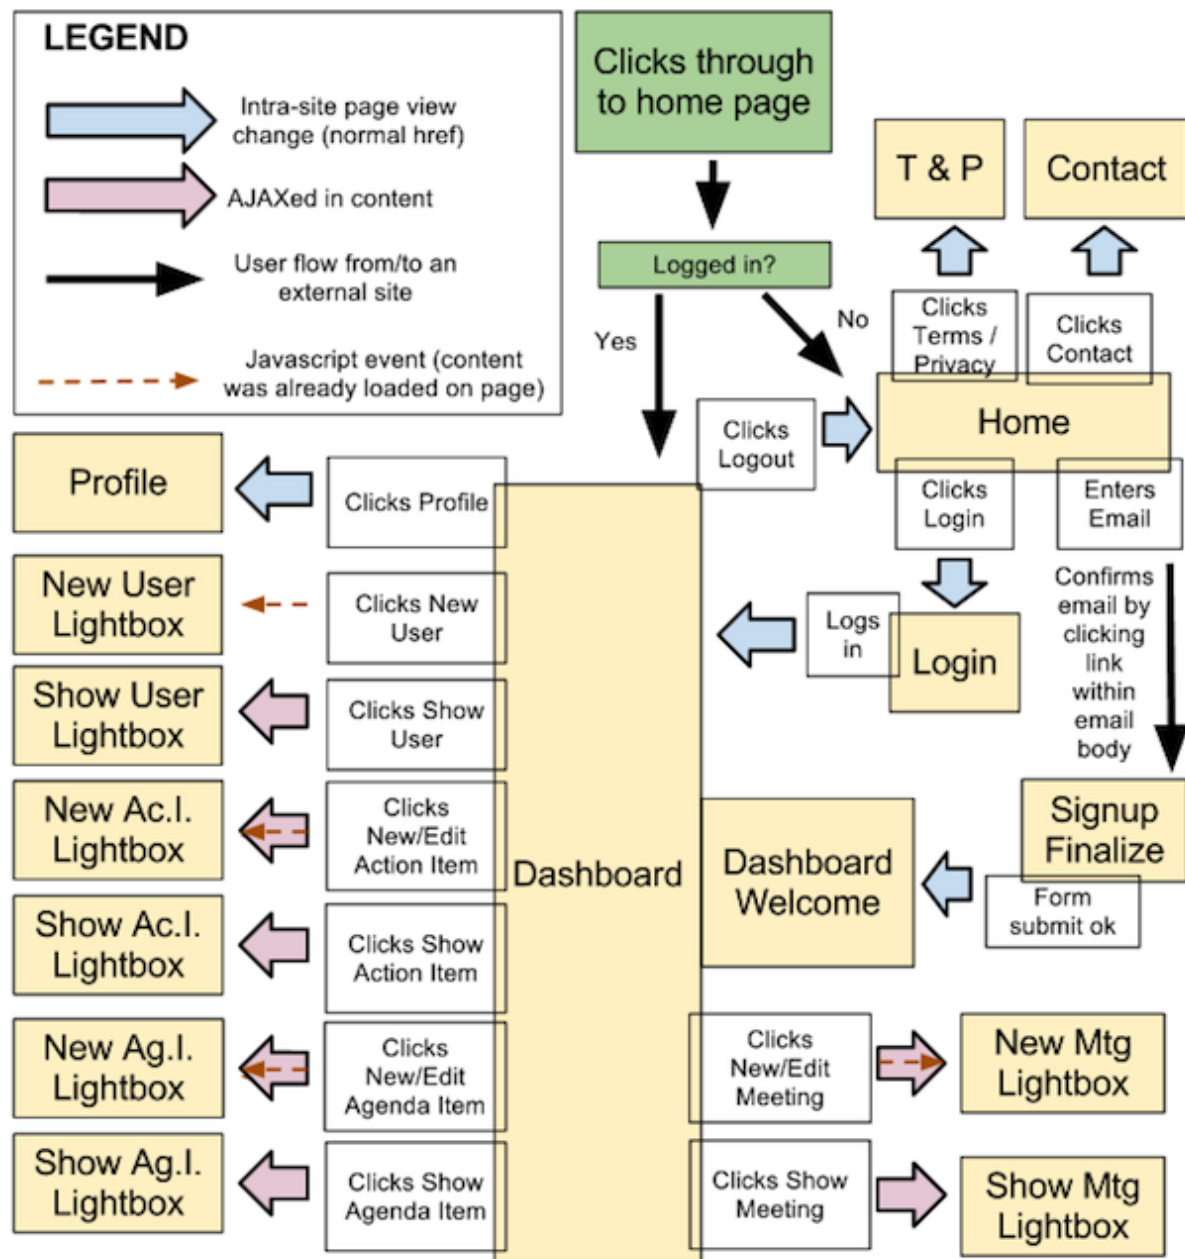 LEGEND
Intra-site page view
change (normal href)
AJAXed in content
User flow from/to an
external site
Javascript event (content
was already loaded on page)
Clicks through
to home page
Logged in?
Yes
No
T & P
Contact
Clicks
Terms /
Privacy
Clicks
Contact
Home
Clicks
Logout
Clicks
Login
Enters
Email
Confirms
email by
clicking
link
within
email
body
Logs
in
Login
Signup
Finalize
Form
submit ok
Dashboard
Welcome
Dashboard
Profile
Clicks Profile
New User
Lightbox
Clicks New
User
Show User
Lightbox
Clicks Show
User
New Ac.I.
Lightbox
Clicks
New/Edit
Action Item
Show Ac.I.
Lightbox
Clicks Show
Action Item
New Ag.I.
Lightbox
Clicks
New/Edit
Agenda Item
Show Ag.I.
Lightbox
Clicks Show
Agenda Item
Clicks
New/Edit
Meeting
New Mtg
Lightbox
Clicks Show
Meeting
Show Mtg
Lightbox